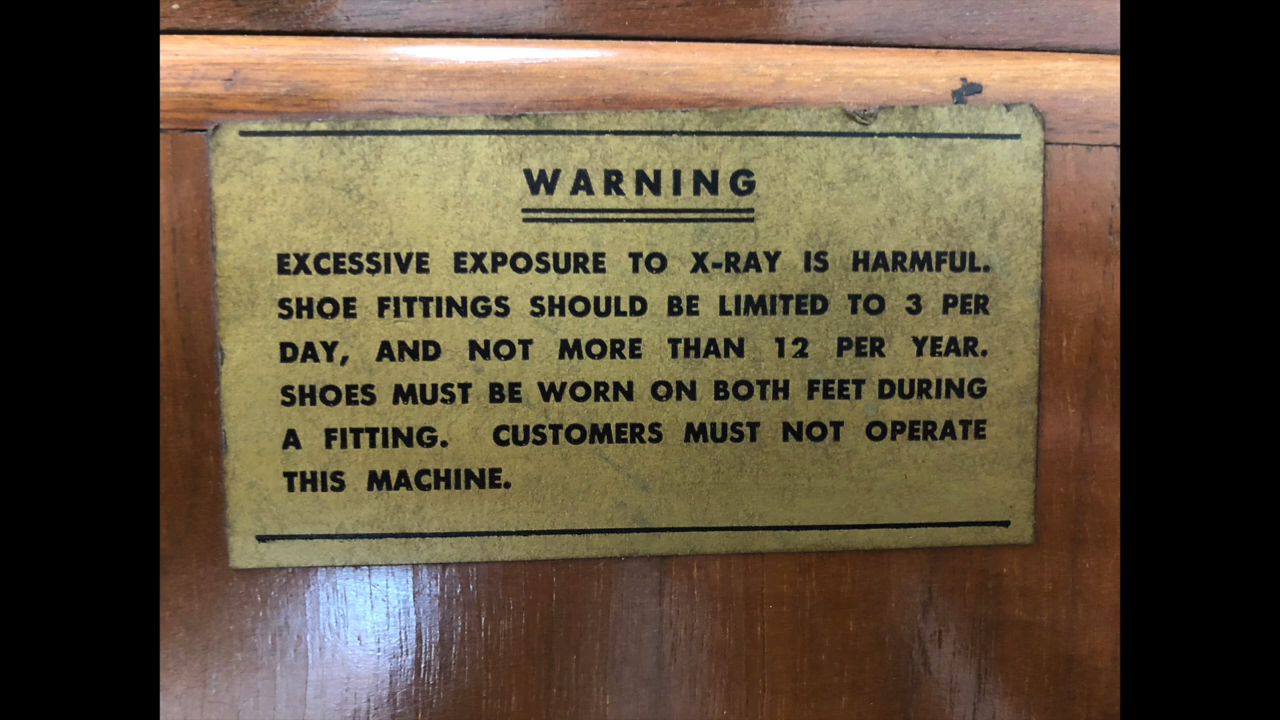 WARNING
EXCESSIVE EXPOSURE TO X-RAY IS HARMFUL.
SHOE FITTINGS SHOULD BE LIMITED TO 3 PER
DAY, AND NOT MORE THAN 12 PER YEAR.
SHOES MUST BE WORN ON BOTH FEET DURING
A FITTING. CUSTOMERS MUST NOT OPERATE
THIS MACHINE.